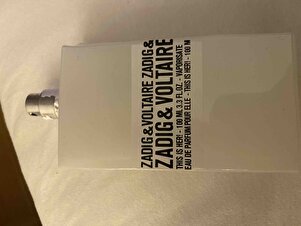 ZADIG & VOLTAIRE ZADIG &
ZADIG & VOLTAIRE
THIS IS HER! - 100 ML 3.3 FL.OZ. - VAPORISATE
EAU DE PARFUM POUR ELLE - THIS IS HER! - 100 M